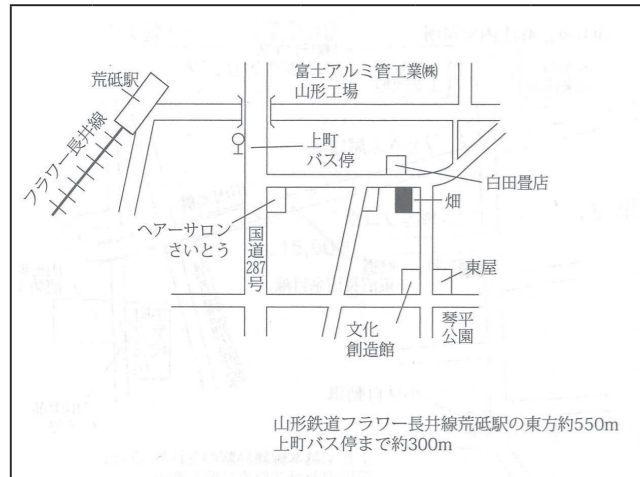 荒砥駅
富士アルミ管工業㈱
山形工場
フラワー長井線
上町
バス停
白田畳店
畑
ヘアーサロン
さいとう
国道287号
東屋
文化
創造館
琴平
公園
山形鉄道フラワー長井線荒砥駅の東方約550m
上町バス停まで約300m